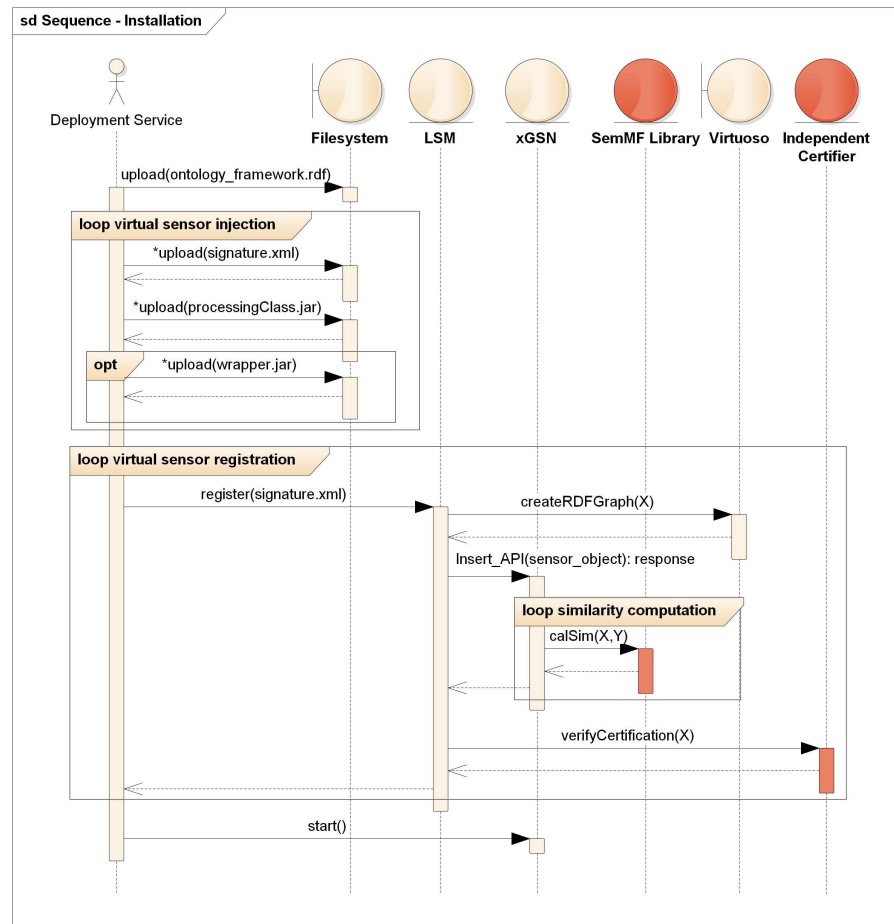 sd Sequence - Installation
Deployment Service
Filesystem
LSM
xGSN
SemMF Library
Virtuoso
Independent
Certifier
upload(ontology_framework.rdf)
loop virtual sensor injection
*upload(signature.xml)
*upload(processingClass.jar)
opt
*upload(wrapper.jar)
loop virtual sensor registration
register(signature.xml)
createRDFGraph(X)
Insert_API(sensor_object): response
loop similarity computation
calSim(X,Y)
verifyCertification(X)
start()